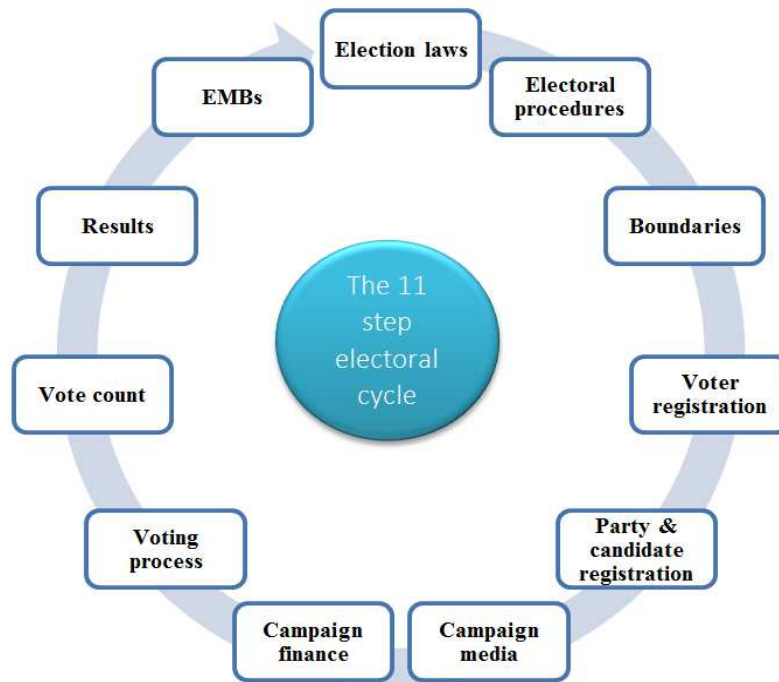 Election laws
Electoral
procedures
Boundaries
Voter
registration
Party &
candidate
registration
Campaign
media
Campaign
finance
Voting
process
Vote count
Results
EMBs
The 11
step
electoral
cycle